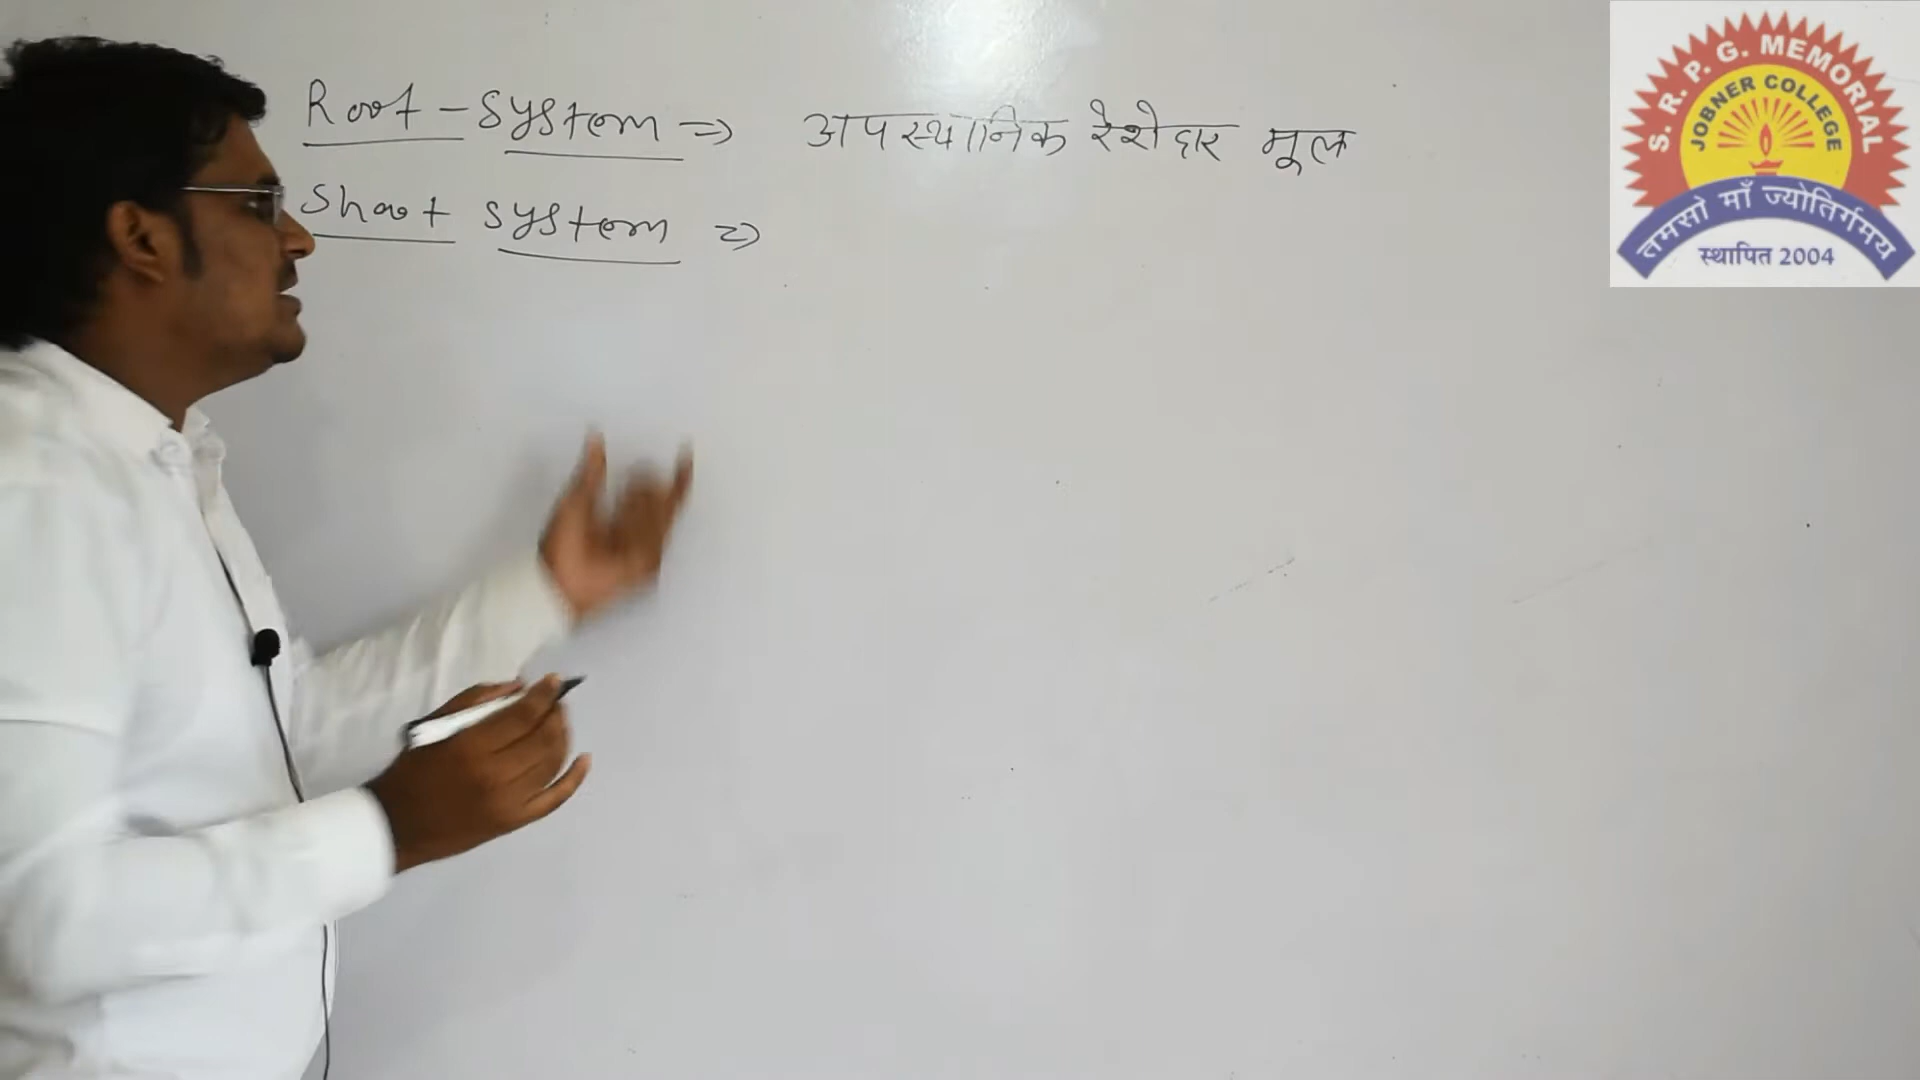 Root - system ⇒ अपस्थानिक रेशेदार मूल
Shoot system ⇒
S. R. P. G. MEMORIAL
JOBNER COLLEGE
तमसो माँ ज्योतिर्गमय
स्थापित 2004